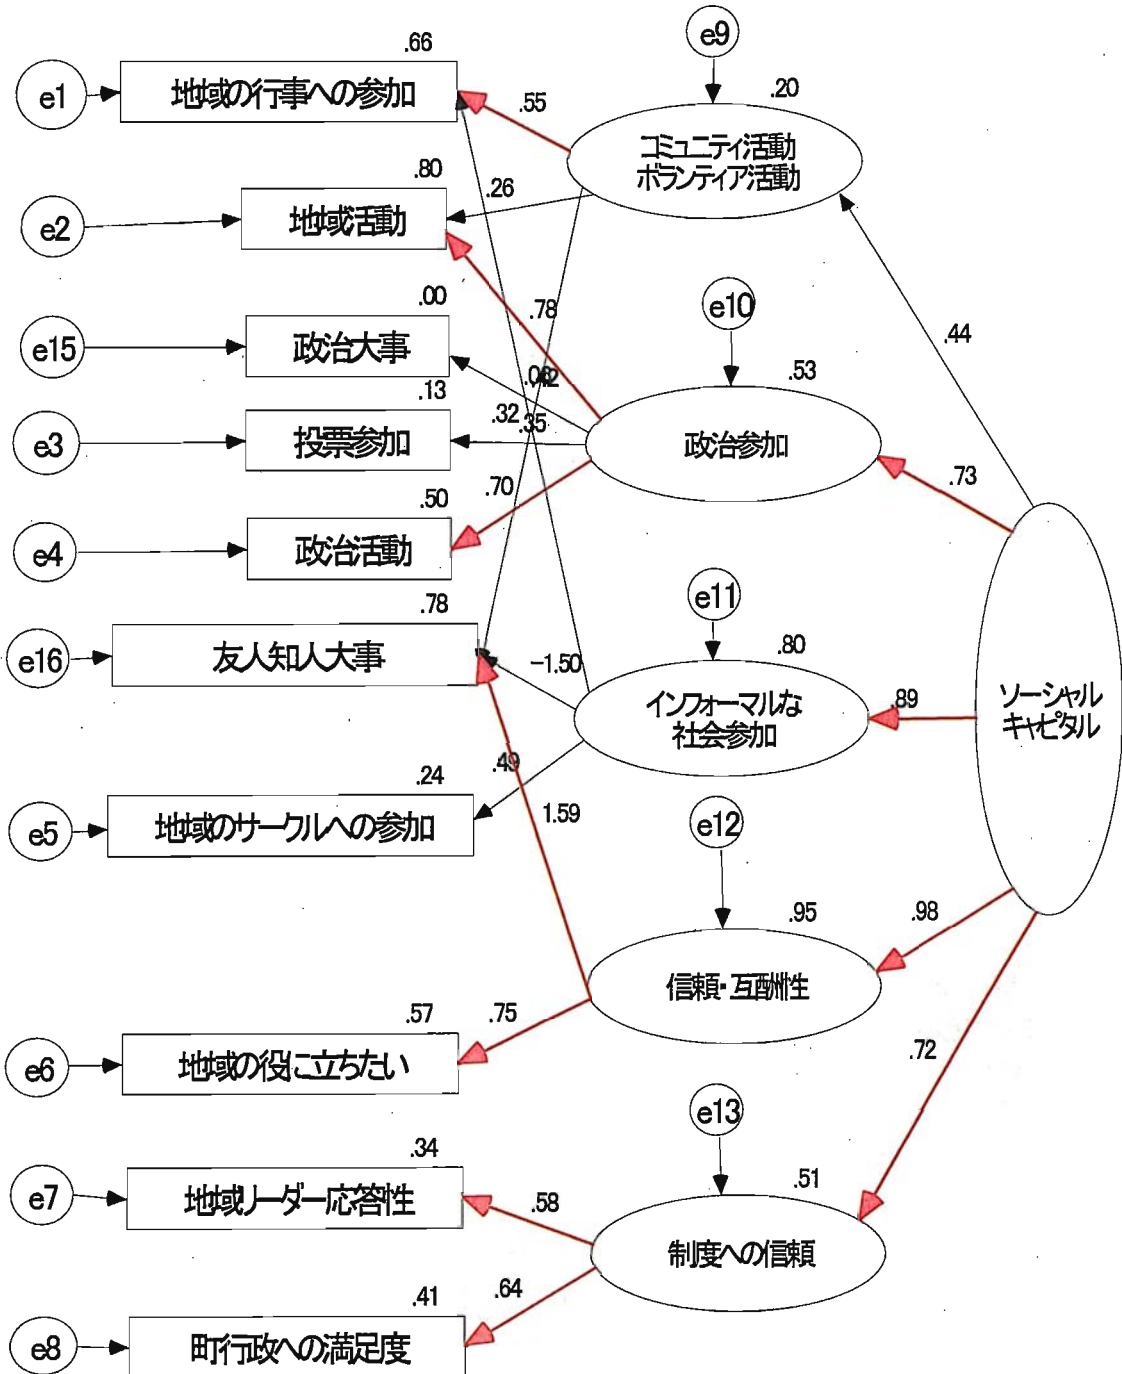 e9
.66
.20
e1
地域の行事への参加
.55
コミュニティ活動
ボランティア活動
.80
.26
e2
地域活動
.00
.78
e10
.44
e15
政治大事
.53
.13
.32
.35
e3
投票参加
政治参加
.50
.70
.73
e4
政治活動
e11
.78
.80
e16
友人知人大事
-1.50
インフォーマルな
社会参加
.89
ソーシャル
キャピタル
.24
.49
e5
地域のサークルへの参加
1.59
e12
.95
.98
信頼・互酬性
.57
.75
e6
地域の役に立ちたい
.72
e13
.34
.51
e7
地域リーダー応答性
.58
制度への信頼
.41
.64
e8
町行政への満足度